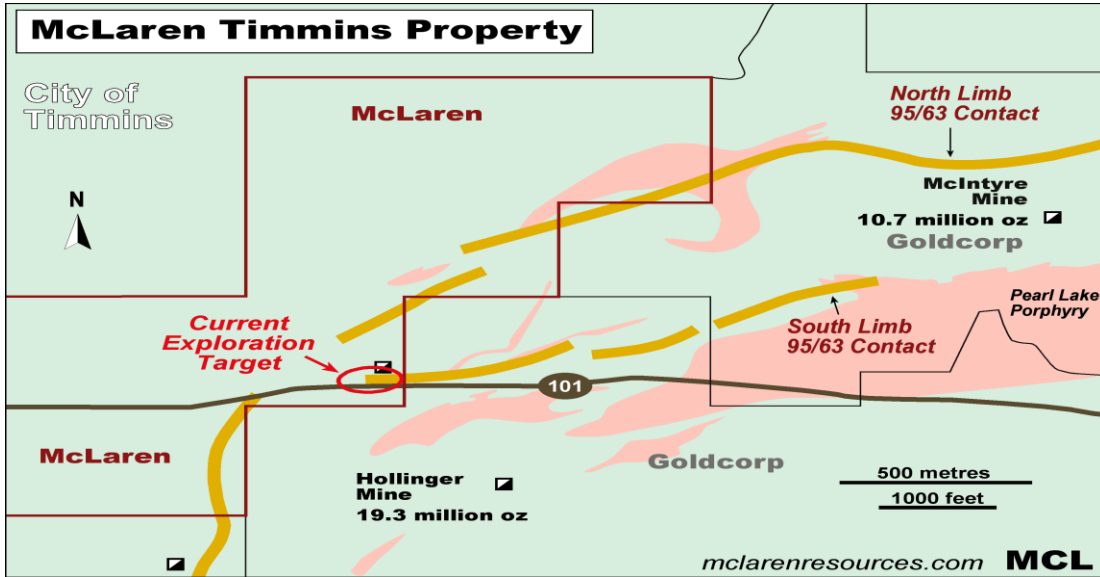 McLaren Timmins Property
City of
Timmins
McLaren
North Limb
95/63 Contact
N
McIntyre
Mine
10.7 million oz
Goldcorp
Pearl Lake
Porphyry
Current
Exploration
Target
South Limb
95/63 Contact
101
McLaren
Goldcorp
Hollinger
Mine
19.3 million oz
500 metres
1000 feet
mclarenresources.com MCL